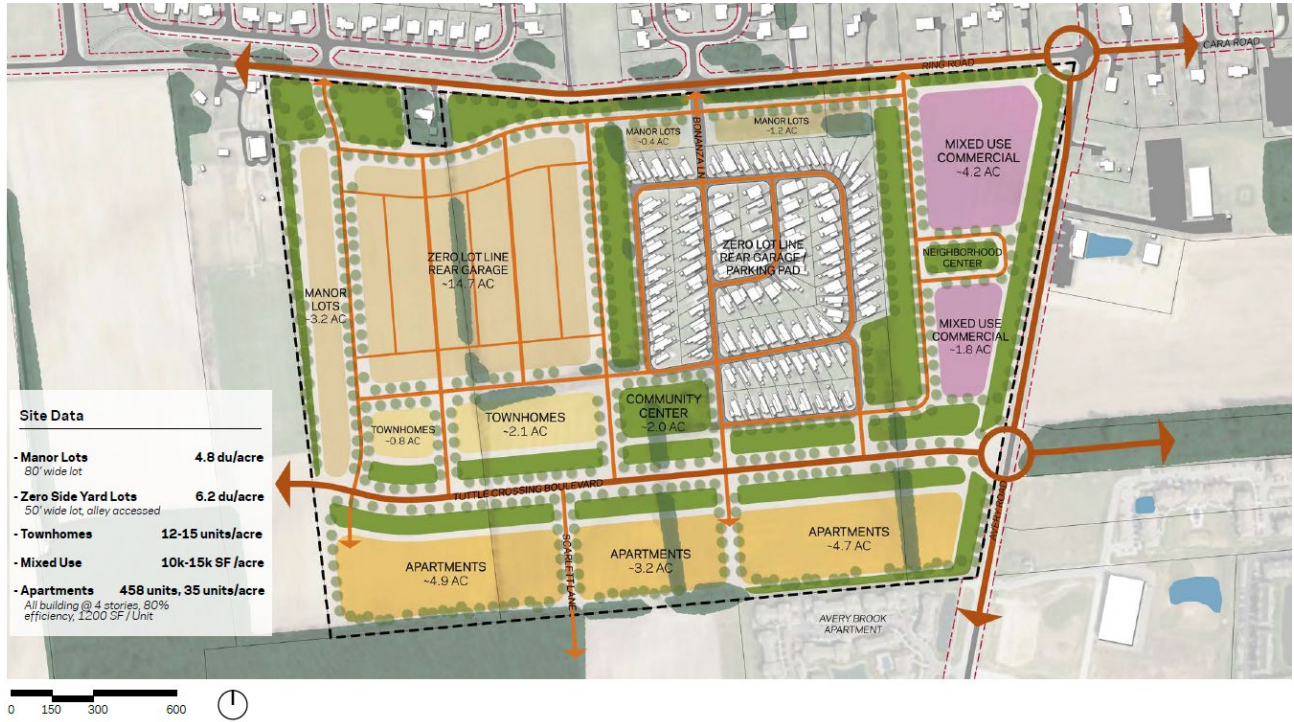 CARA ROAD
RING ROAD
MANOR LOTS
~0.4 AC
BONANZA LN
MANOR LOTS
~1.2 AC
MIXED USE
COMMERCIAL
~4.2 AC
ZERO LOT LINE
REAR GARAGE
~14.7 AC
ZERO LOT LINE
REAR GARAGE /
PARKING PAD
NEIGHBORHOOD
CENTER
MANOR
LOTS
~3.2 AC
MIXED USE
COMMERCIAL
~1.8 AC
TOWNHOMES
~0.8 AC
TOWNHOMES
~2.1 AC
COMMUNITY
CENTER
~2.0 AC
TUTTLE CROSSING BOULEVARD
AVERY ROAD
APARTMENTS
~4.9 AC
SCARLETT LANE
APARTMENTS
~3.2 AC
APARTMENTS
~4.7 AC
AVERY BROOK
APARTMENT
Site Data
- Manor Lots 4.8 du/acre
80' wide lot
- Zero Side Yard Lots 6.2 du/acre
50' wide lot, alley accessed
- Townhomes 12-15 units/acre
- Mixed Use 10k-15k SF /acre
- Apartments 458 units, 35 units/acre
All building @ 4 stories, 80%
efficiency, 1200 SF / Unit
0 150 300 600